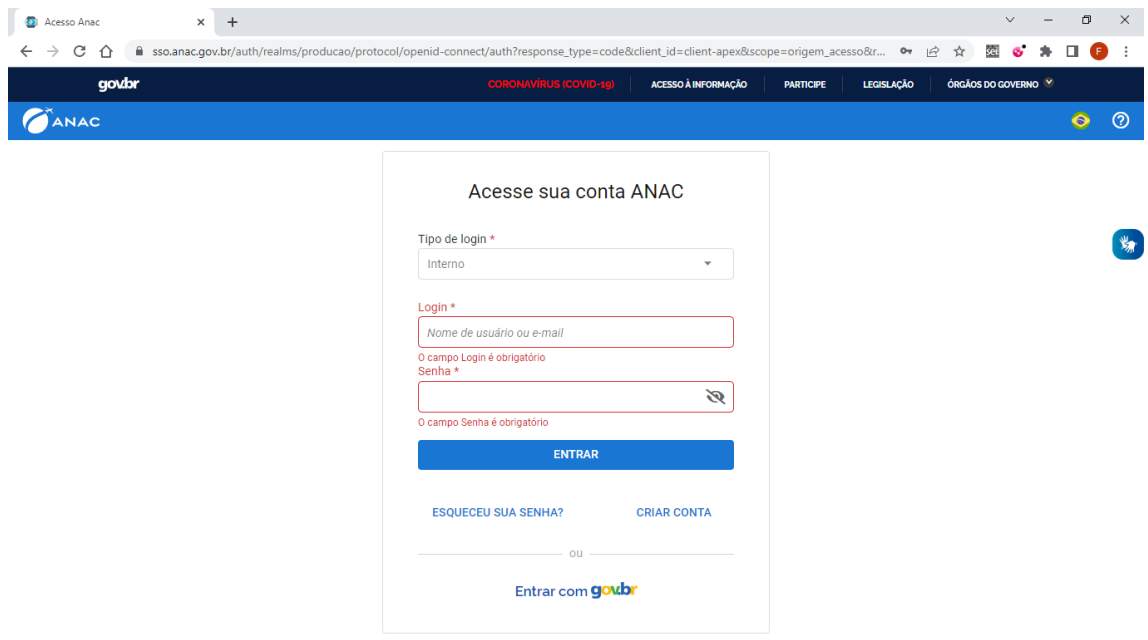 Acesso Anac
sso.anac.gov.br/auth/realms/producao/protocol/openid-connect/auth?response_type=code&client_id=client-apex&scope=origem_acesso&r...
sei!
F
gov.br
CORONAVÍRUS (COVID-19)
ACESSO À INFORMAÇÃO
PARTICIPE
LEGISLAÇÃO
ÓRGÃOS DO GOVERNO
ANAC
Acesse sua conta ANAC
Tipo de login *
Interno
Login *
Nome de usuário ou e-mail
O campo Login é obrigatório
Senha *
O campo Senha é obrigatório
ENTRAR
ESQUECEU SUA SENHA?
CRIAR CONTA
ou
Entrar com gov.br